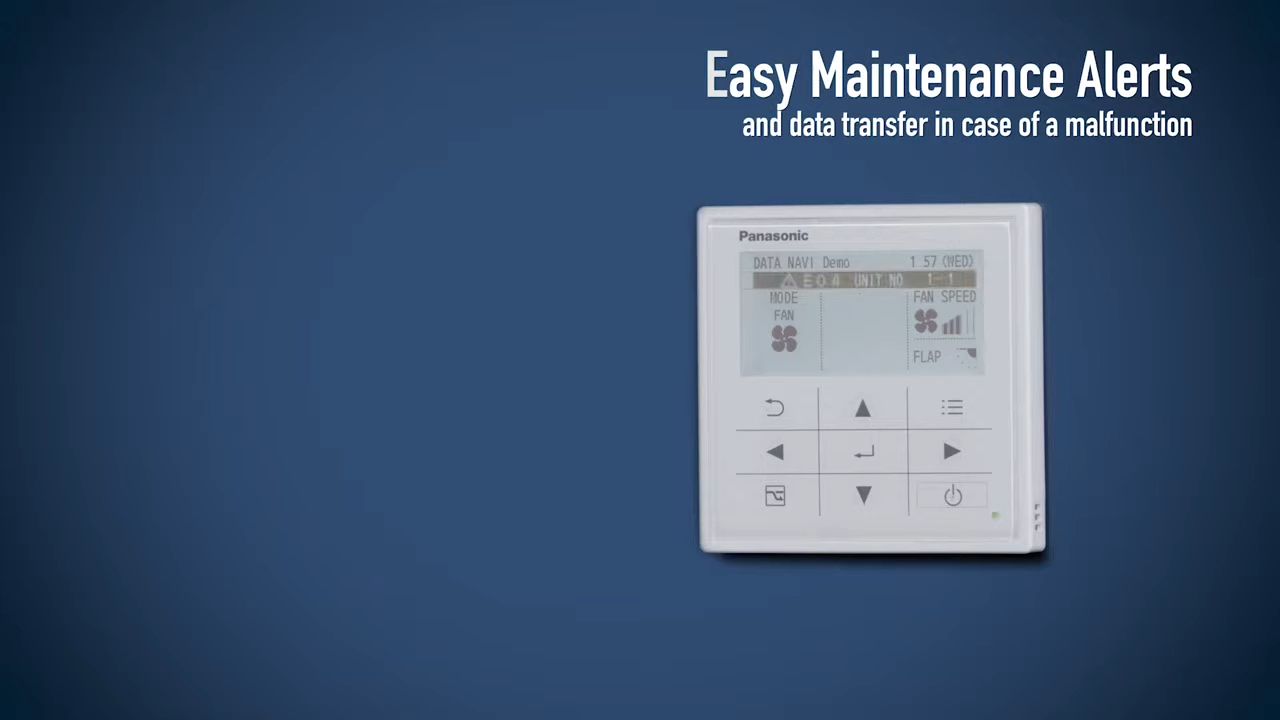 Easy Maintenance Alerts
and data transfer in case of a malfunction
Panasonic
DATA NAVI Demo 1 57 (WED)
E04 UNIT NO. 1-1
MODE
FAN SPEED
FAN
FLAP